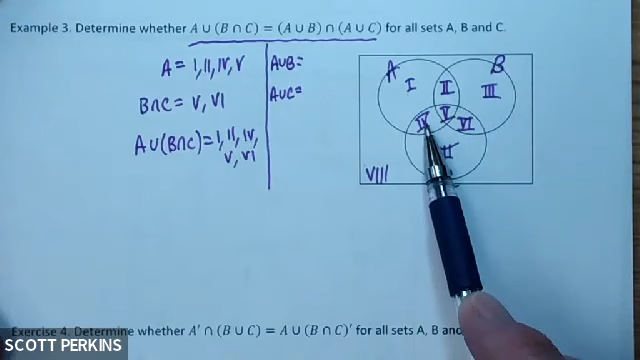 Example 3. Determine whether A ∪ (B ∩ C) = (A ∪ B) ∩ (A ∪ C) for all sets A, B and C.
A = I, II, IV, V
A∪B =
B∩C = V, VI
A∪C =
A∪(B∩C) = I, II, IV,
V, VI
A
B
I
II
III
IV
V
VI
VIII
Exercise 4. Determine whether A′ ∩ (B ∪ C) = A ∪ (B ∩ C)′ for all sets A, B and
SCOTT PERKINS